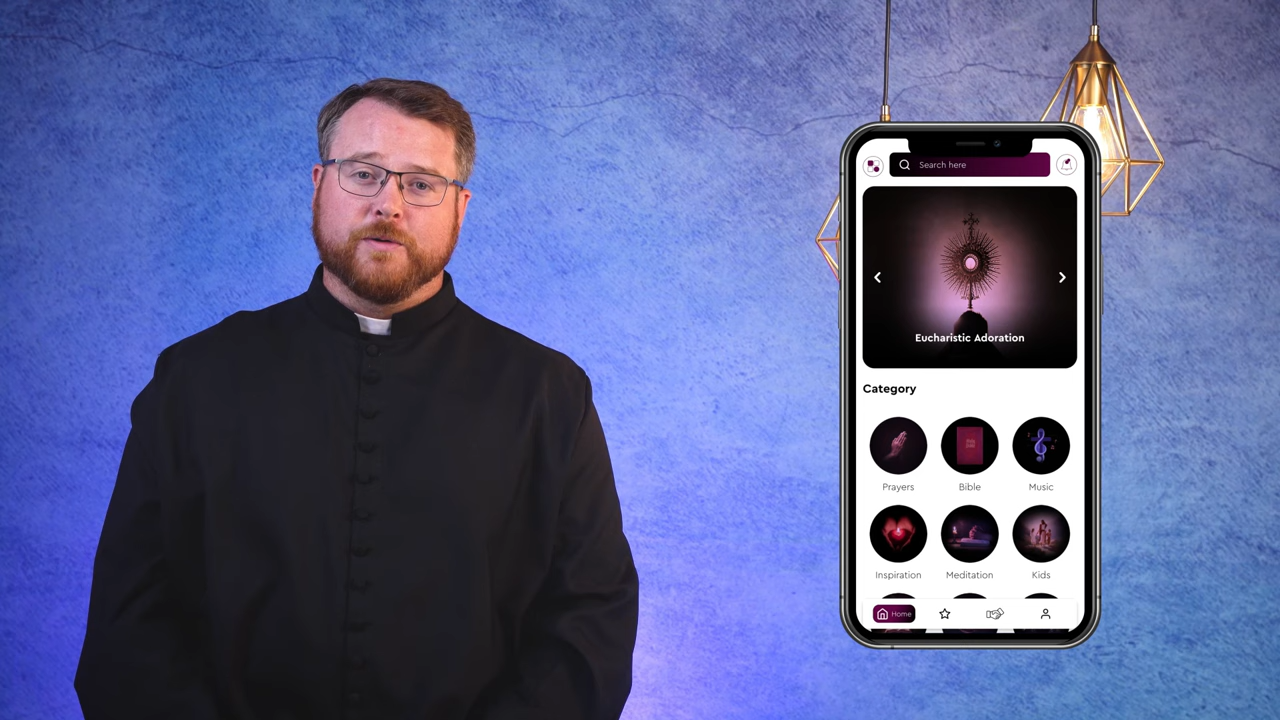 Search here
Eucharistic Adoration
Category
Prayers
Bible
Music
Inspiration
Meditation
Kids
Home